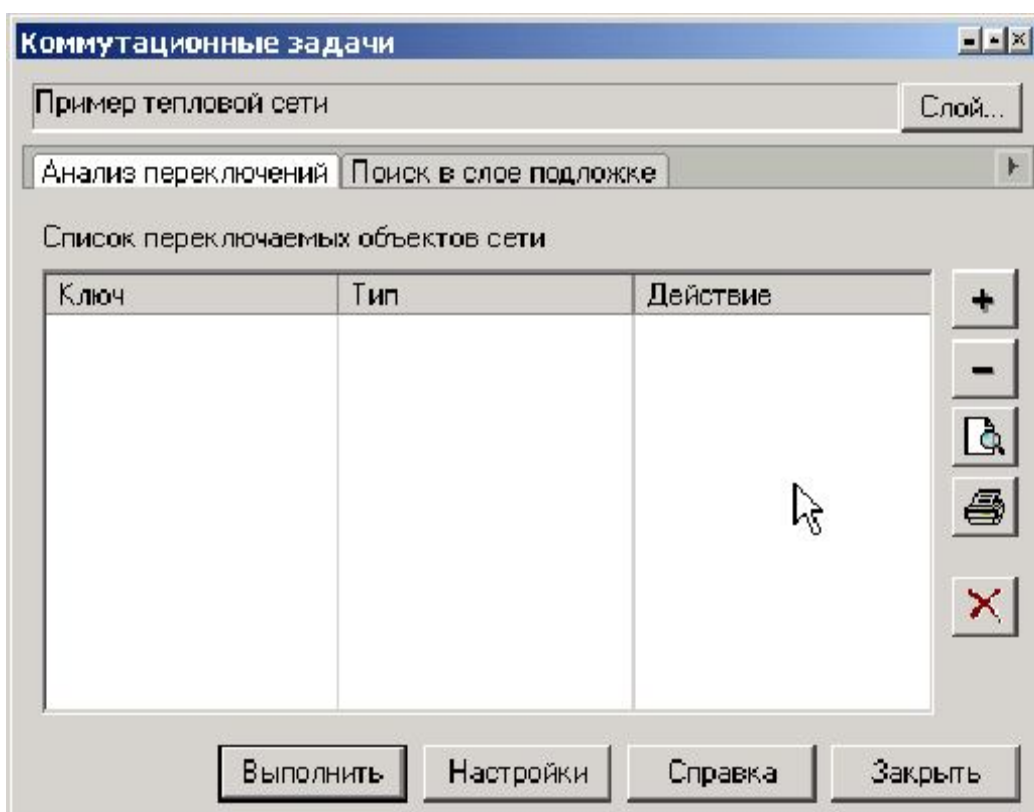 Коммутационные задачи
Пример тепловой сети
Слой...
Анализ переключений Поиск в слое подложке
Список переключаемых объектов сети
Ключ Тип Действие
Выполнить Настройки Справка Закрыть